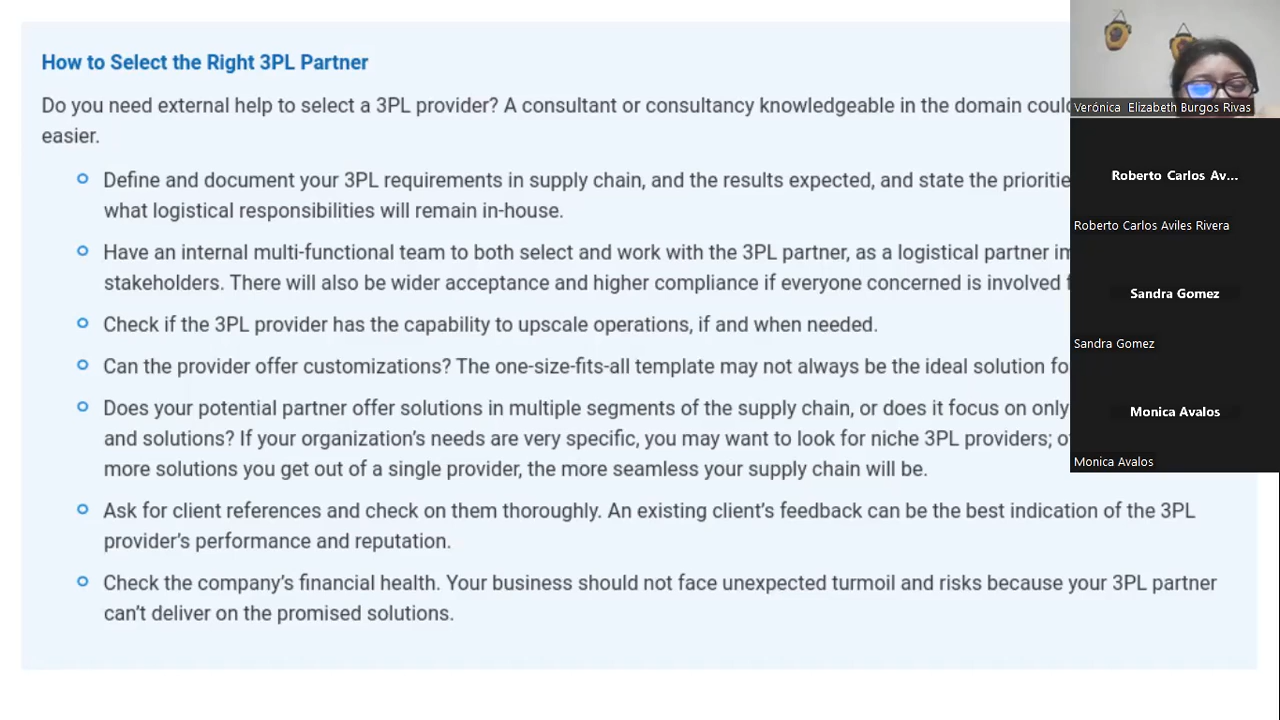 How to Select the Right 3PL Partner
Do you need external help to select a 3PL provider? A consultant or consultancy knowledgeable in the domain
easier.
Define and document your 3PL requirements in supply chain, and the results expected, and state the
what logistical responsibilities will remain in-house.
Have an internal multi-functional team to both select and work with the 3PL partner, as a logistical partner
stakeholders. There will also be wider acceptance and higher compliance if everyone concerned is involved
Check if the 3PL provider has the capability to upscale operations, if and when needed.
Can the provider offer customizations? The one-size-fits-all template may not always be the ideal solution
Does your potential partner offer solutions in multiple segments of the supply chain, or does it focus on only
and solutions? If your organization's needs are very specific, you may want to look for niche 3PL providers;
more solutions you get out of a single provider, the more seamless your supply chain will be.
Ask for client references and check on them thoroughly. An existing client's feedback can be the best indication of the 3PL
provider's performance and reputation.
Check the company's financial health. Your business should not face unexpected turmoil and risks because your 3PL partner
can't deliver on the promised solutions.
Verónica Elizabeth Burgos Rivas
Roberto Carlos Av...
Roberto Carlos Aviles Rivera
Sandra Gomez
Sandra Gomez
Monica Avalos
Monica Avalos